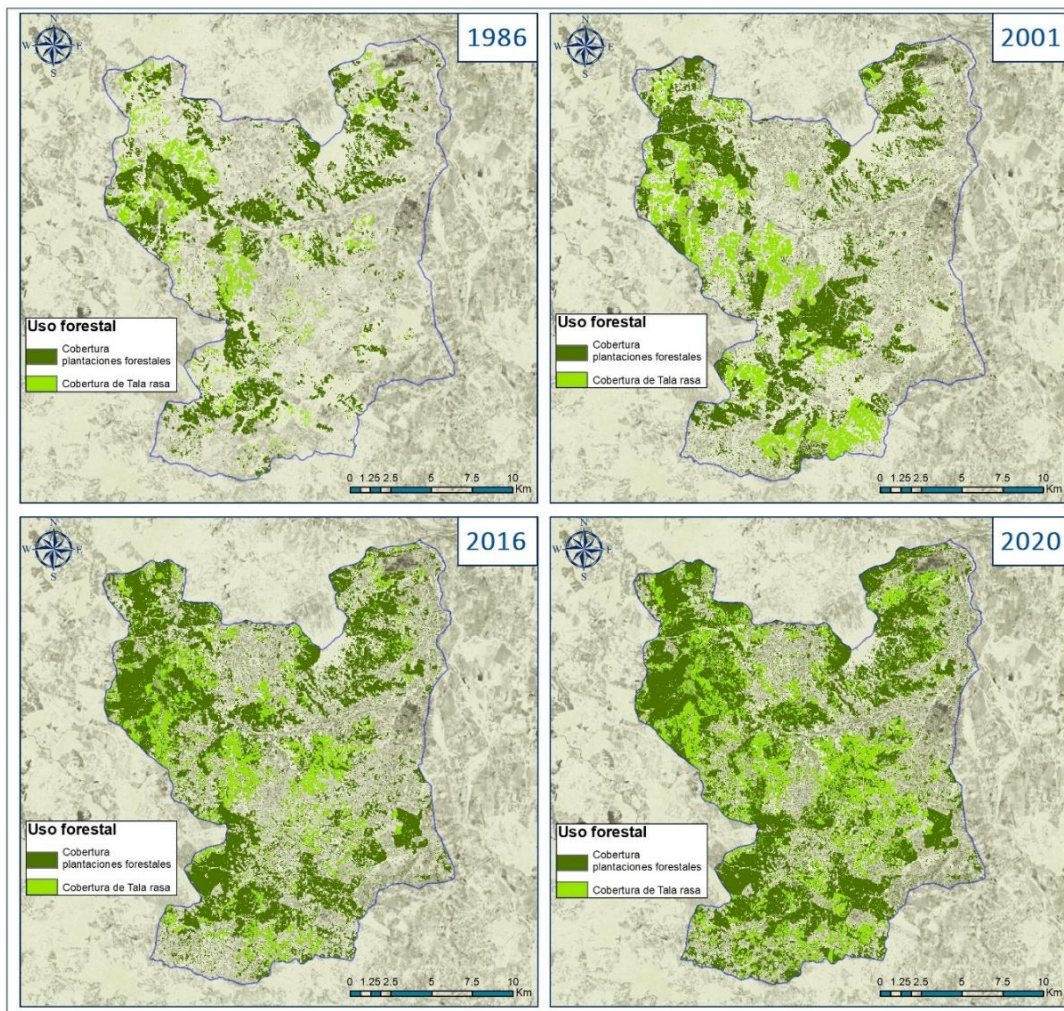 1986
N
W E
S
Uso forestal
Cobertura
plantaciones forestales
Cobertura de Tala rasa
0 1.25 2.5 5 7.5 10
Km
2001
N
W E
S
Uso forestal
Cobertura
plantaciones forestales
Cobertura de Tala rasa
0 1.25 2.5 5 7.5 10
Km
2016
N
W E
S
Uso forestal
Cobertura
plantaciones forestales
Cobertura de Tala rasa
0 1.25 2.5 5 7.5 10
Km
2020
N
W E
S
Uso forestal
Cobertura
plantaciones forestales
Cobertura de Tala rasa
0 1.25 2.5 5 7.5 10
Km